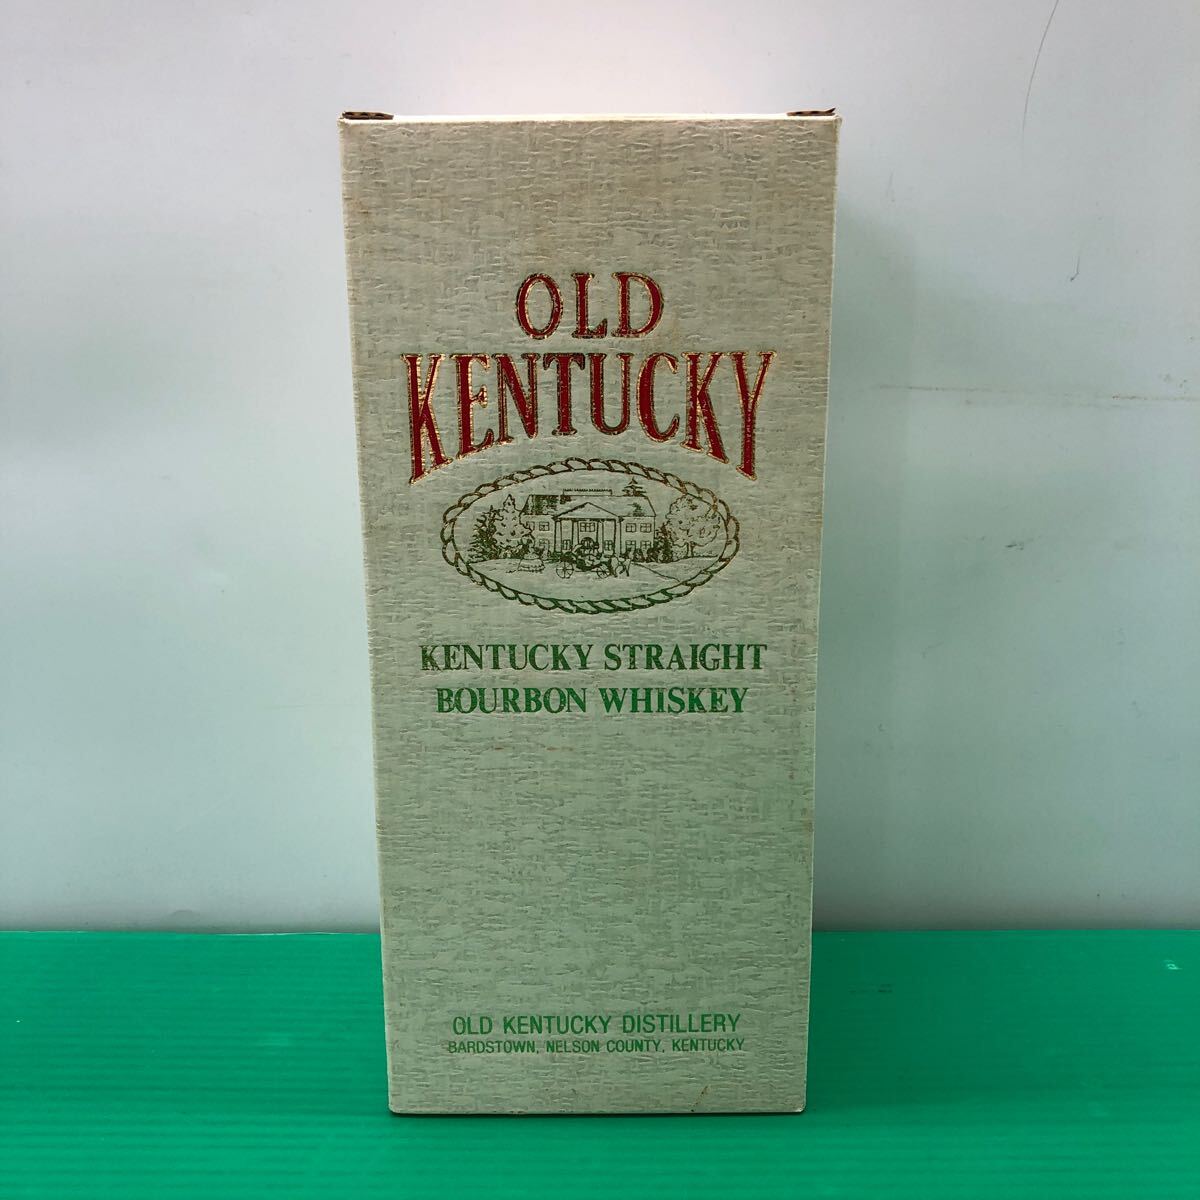 OLD
KENTUCKY
KENTUCKY STRAIGHT
BOURBON WHISKEY
OLD KENTUCKY DISTILLERY
BARDSTOWN, NELSON COUNTY, KENTUCKY